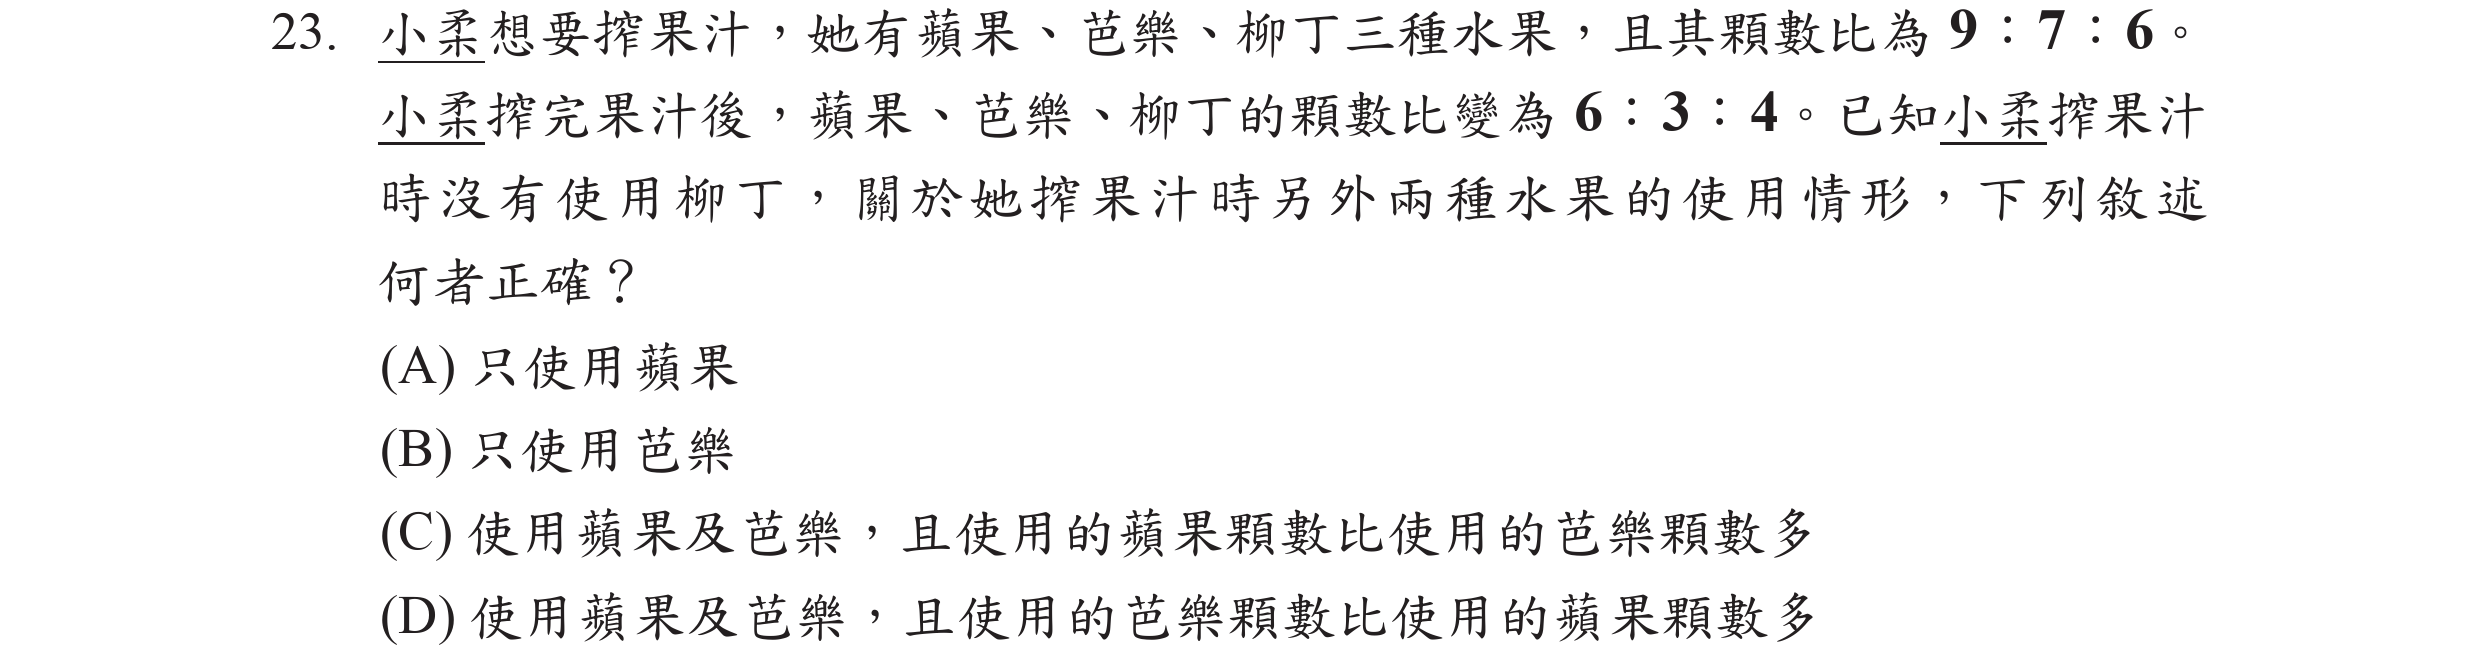 23. 小柔想要搾果汁，她有蘋果、芭樂、柳丁三種水果，且其顆數比為 9：7：6。
小柔搾完果汁後，蘋果、芭樂、柳丁的顆數比變為 6：3：4。已知小柔搾果汁
時沒有使用柳丁，關於她搾果汁時另外兩種水果的使用情形，下列敘述
何者正確？
(A) 只使用蘋果
(B) 只使用芭樂
(C) 使用蘋果及芭樂，且使用的蘋果顆數比使用的芭樂顆數多
(D) 使用蘋果及芭樂，且使用的芭樂顆數比使用的蘋果顆數多